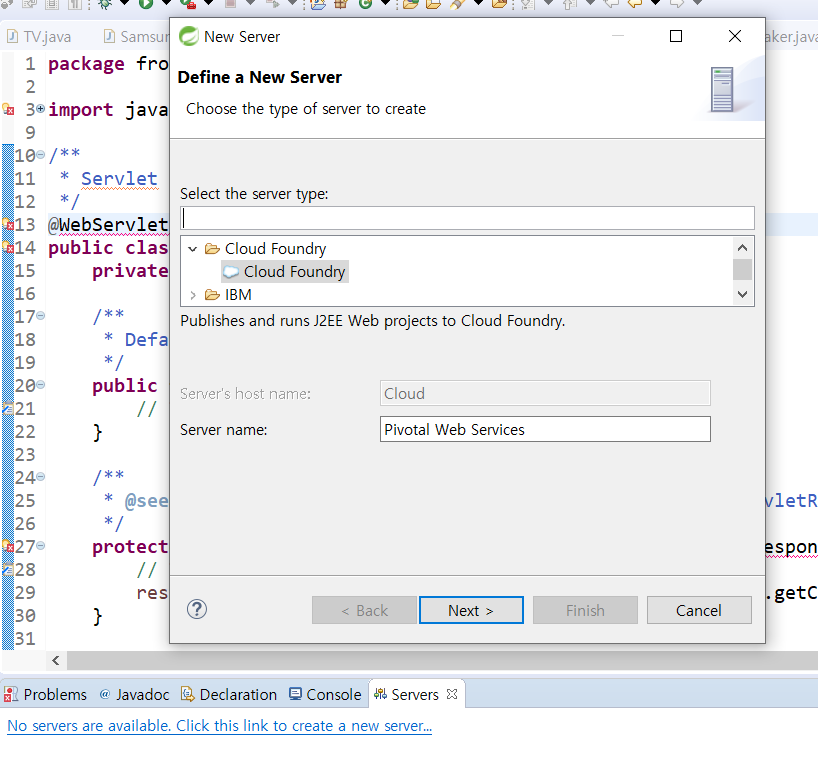 TV.java
Samsur
aker.java
New Server
Define a New Server
Choose the type of server to create
Select the server type:
Cloud Foundry
Cloud Foundry
IBM
Publishes and runs J2EE Web projects to Cloud Foundry.
Server's host name:
Cloud
Server name:
Pivotal Web Services
< Back
Next >
Finish
Cancel
1 package fro
2
3 import java
9
10 /**
11 * Servlet
12 */
13 @WebServlet
14 public clas
15 private
16
17 /**
18 * Defa
19 */
20 public
21 //
22 }
23
24 /**
25 * @see vletR
26 */
27 protect espon
28 //
29 res .getC
30 }
31
Problems
@ Javadoc
Declaration
Console
Servers
No servers are available. Click this link to create a new server...